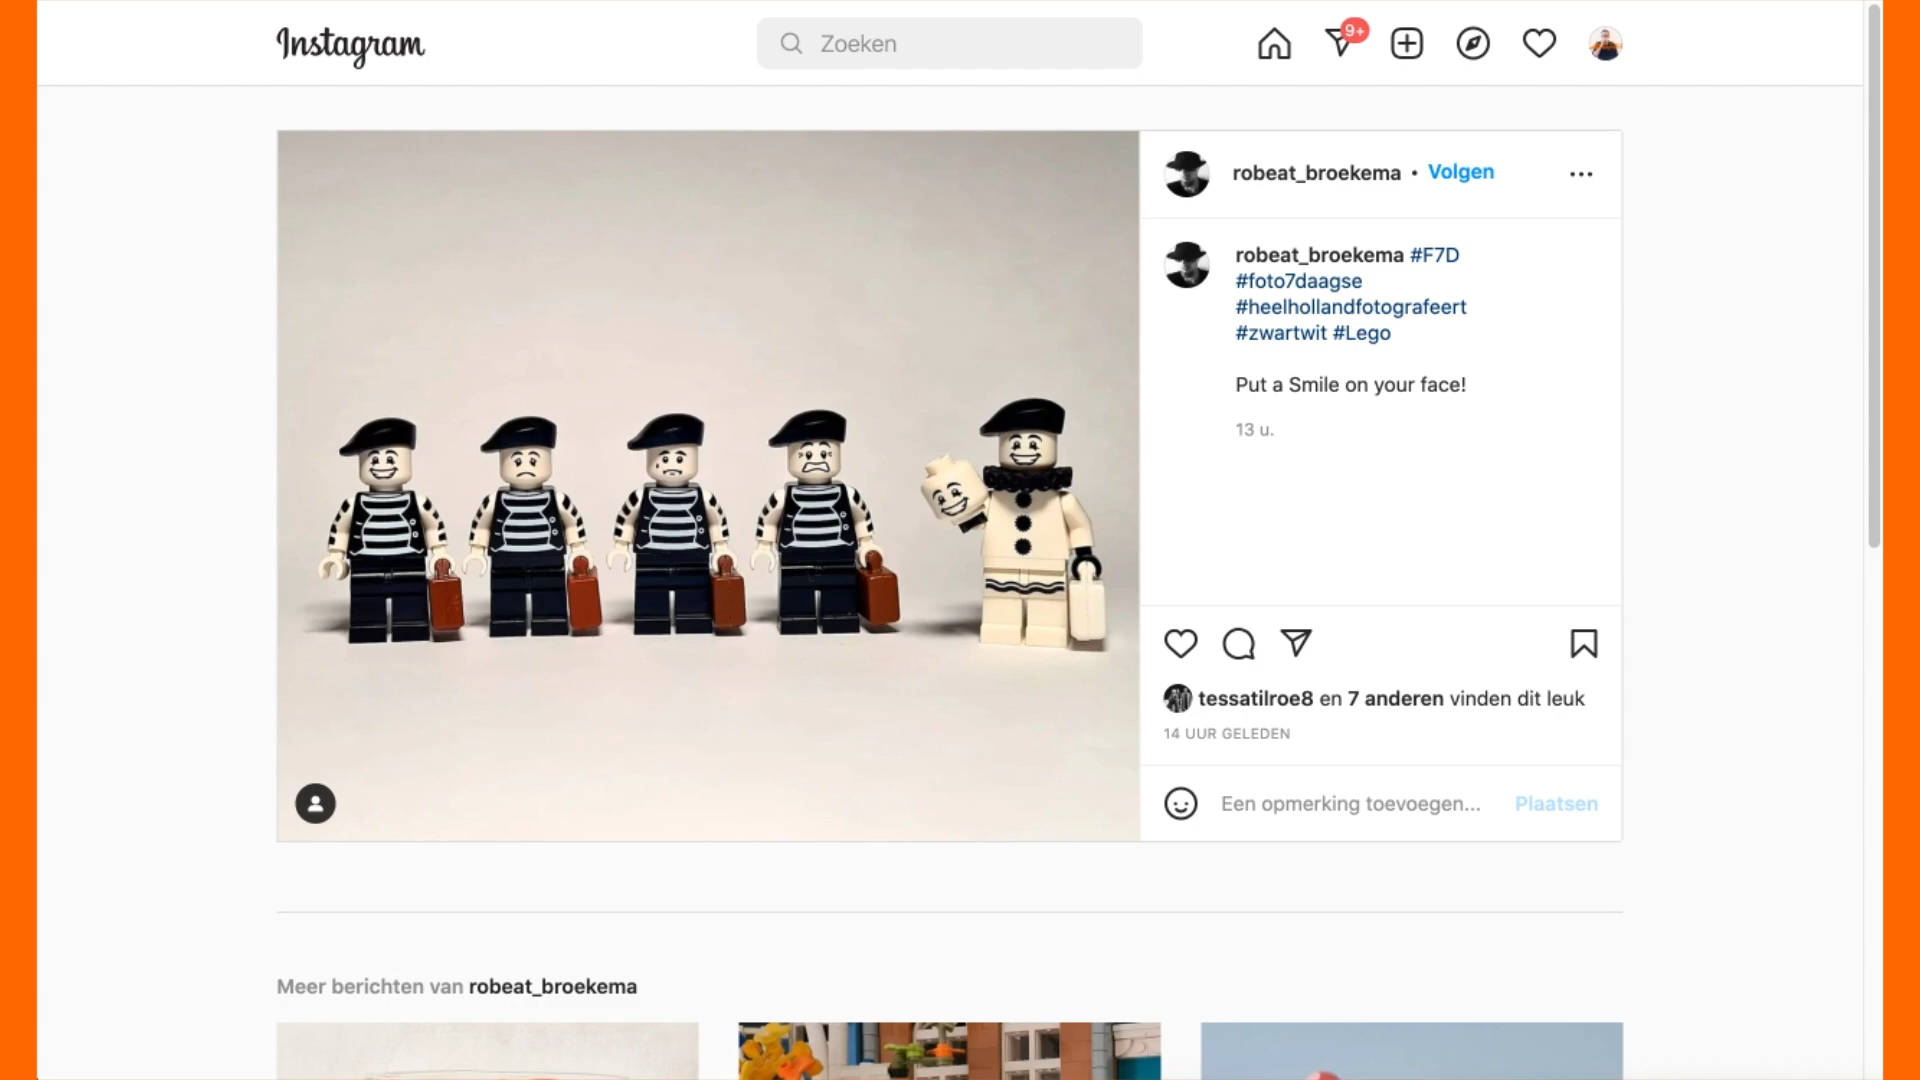 Instagram
Zoeken
9+
robeat_broekema • Volgen
robeat_broekema #F7D
#foto7daagse
#heelhollandfotografeert
#zwartwit #Lego
Put a Smile on your face!
13 u.
tessatilroe8 en 7 anderen vinden dit leuk
14 UUR GELEDEN
Een opmerking toevoegen...
Plaatsen
Meer berichten van robeat_broekema